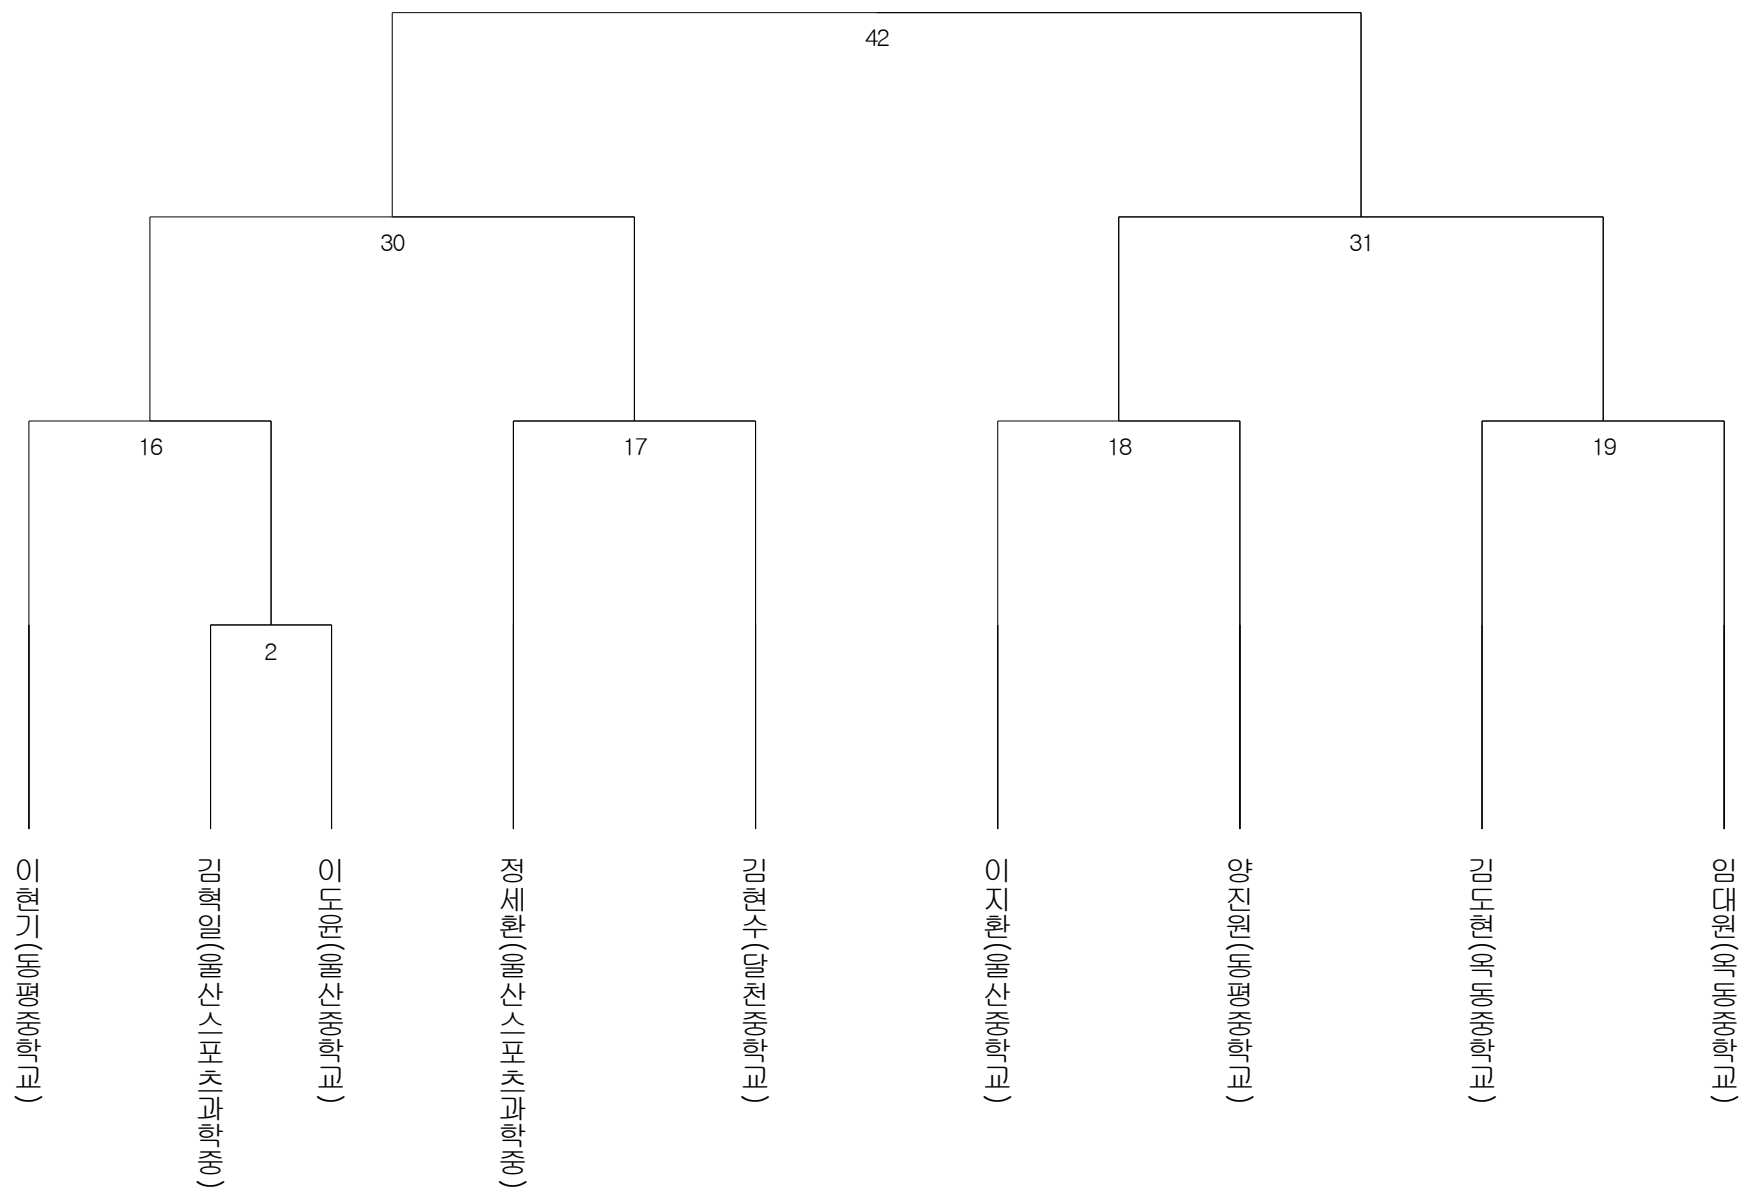 42
30
31
16
17
18
19
2
이현기(동평중학교)
김혁일(울산스포츠과학중)
이도윤(울산중학교)
정세환(울산스포츠과학중)
김현수(달천중학교)
이지환(울산중학교)
양진원(동평중학교)
김도현(옥동중학교)
임대원(옥동중학교)